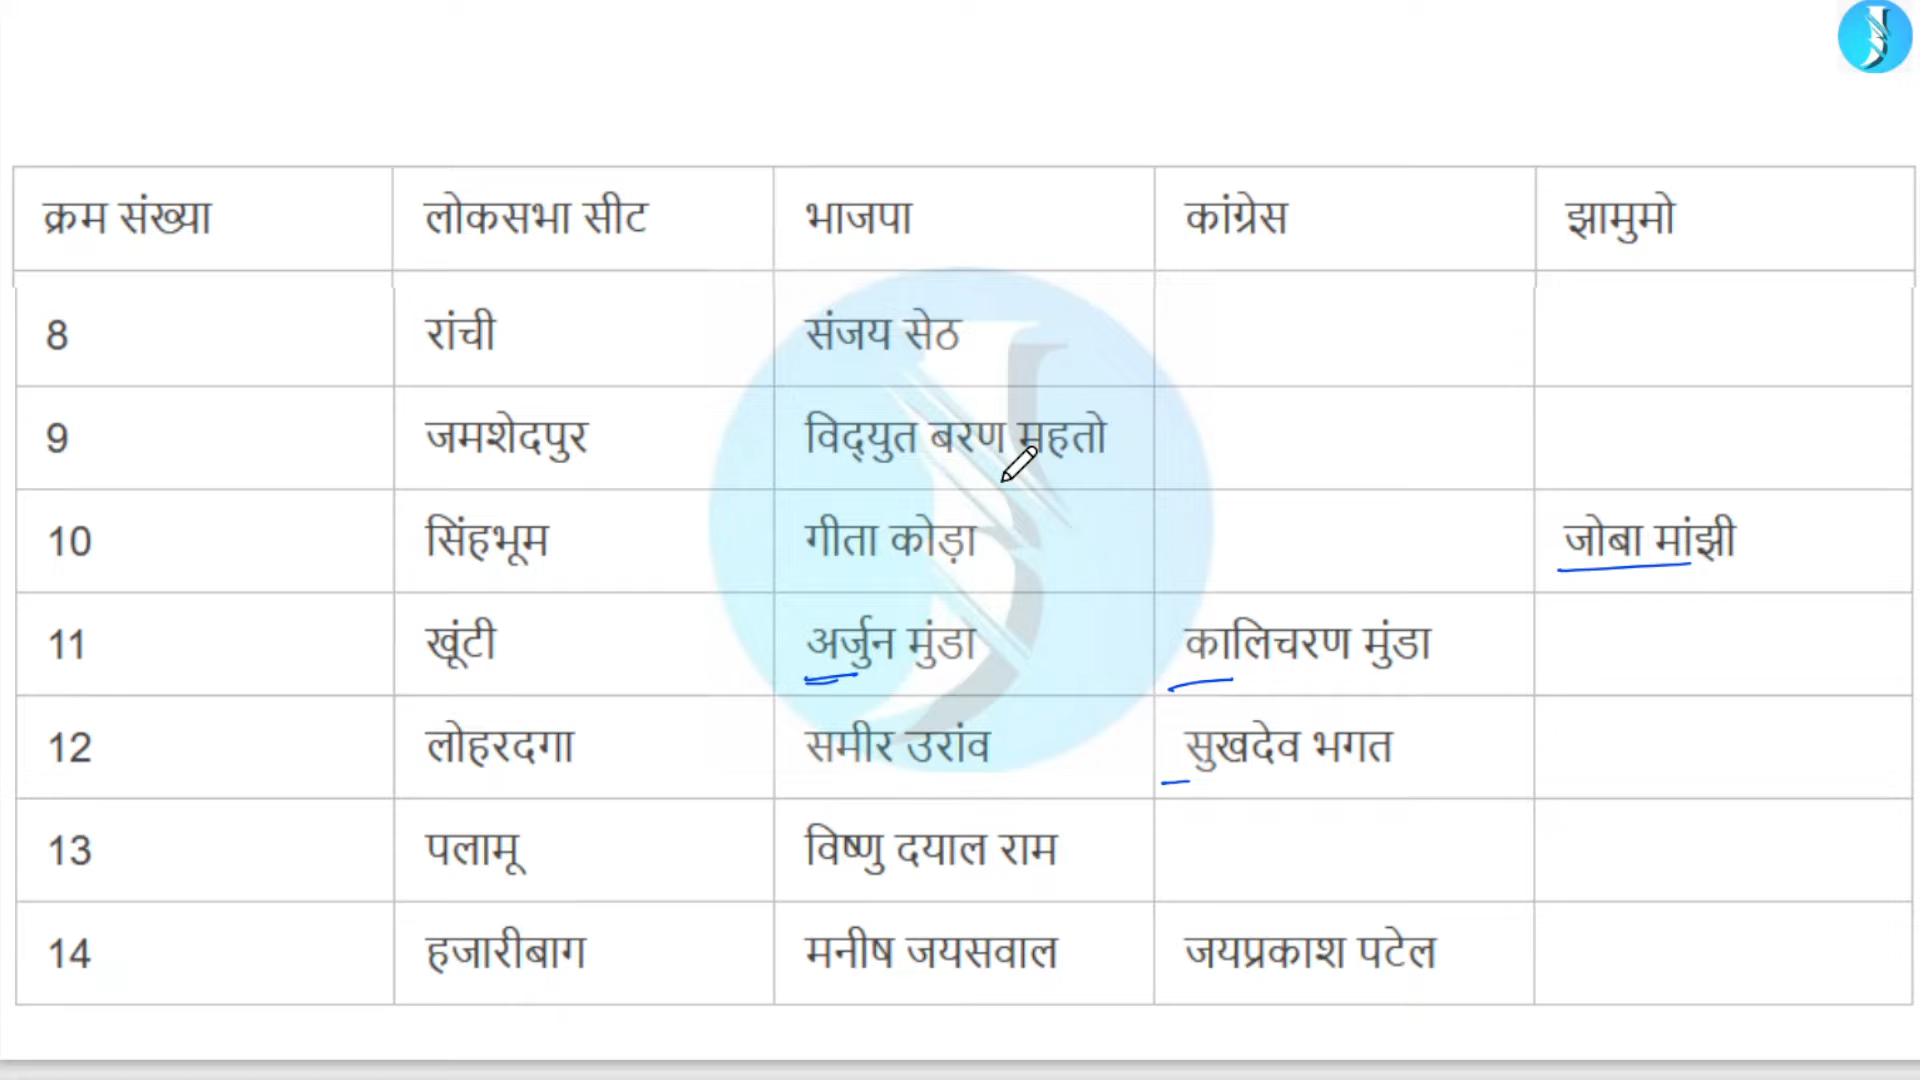 क्रम संख्या लोकसभा सीट भाजपा कांग्रेस झामुमो
8 रांची संजय सेठ
9 जमशेदपुर विद्युत बरण महतो
10 सिंहभूम गीता कोड़ा जोबा मांझी
11 खूंटी अर्जुन मुंडा कालिचरण मुंडा
12 लोहरदगा समीर उरांव सुखदेव भगत
13 पलामू विष्णु दयाल राम
14 हजारीबाग मनीष जयसवाल जयप्रकाश पटेल